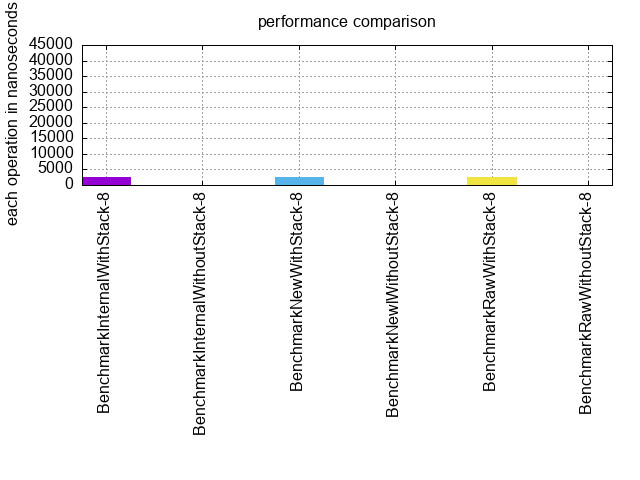 performance comparison
each operation in nanoseconds
45000
40000
35000
30000
25000
20000
15000
10000
5000
0
BenchmarkInternalWithStack-8
BenchmarkInternalWithoutStack-8
BenchmarkNewWithStack-8
BenchmarkNewlWithoutStack-8
BenchmarkRawWithStack-8
BenchmarkRawWithoutStack-8